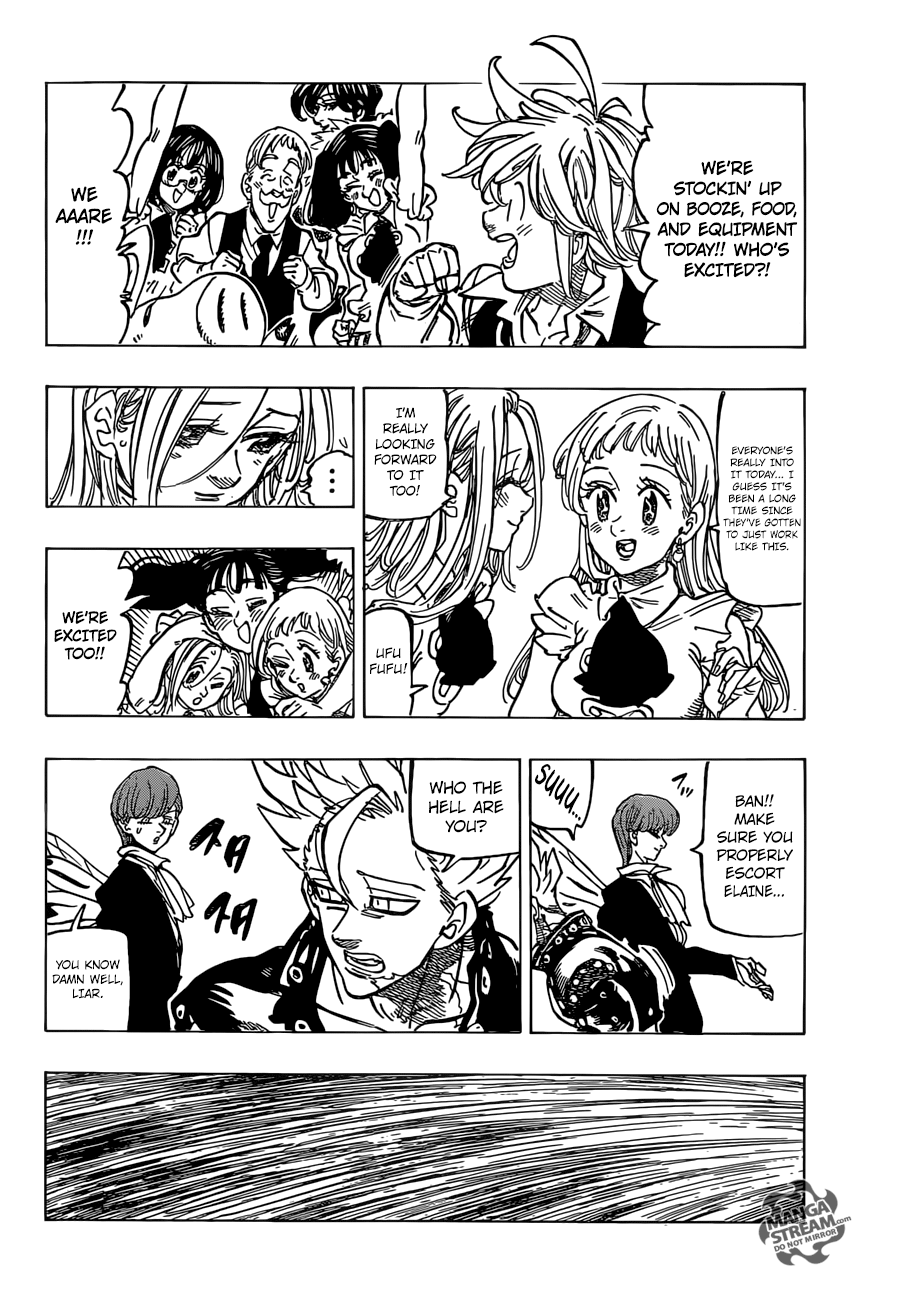 WE'RE
STOCKIN' UP
ON BOOZE, FOOD,
AND EQUIPMENT
TODAY!! WHO'S
EXCITED?!
WE
AAARE
!!!
EVERYONE'S
REALLY INTO
IT TODAY... I
GUESS IT'S
BEEN A LONG
TIME SINCE
THEY'VE GOTTEN
TO JUST WORK
LIKE THIS.
I'M
REALLY
LOOKING
FORWARD
TO IT
TOO!
UFU
FUFU!
...
WE'RE
EXCITED
TOO!!
BAN!!
MAKE
SURE YOU
PROPERLY
ESCORT
ELAINE...
SUUU...
WHO THE
HELL ARE
YOU?
YOU KNOW
DAMN WELL,
LIAR.
MANGA
STREAM.com
DO NOT MIRROR